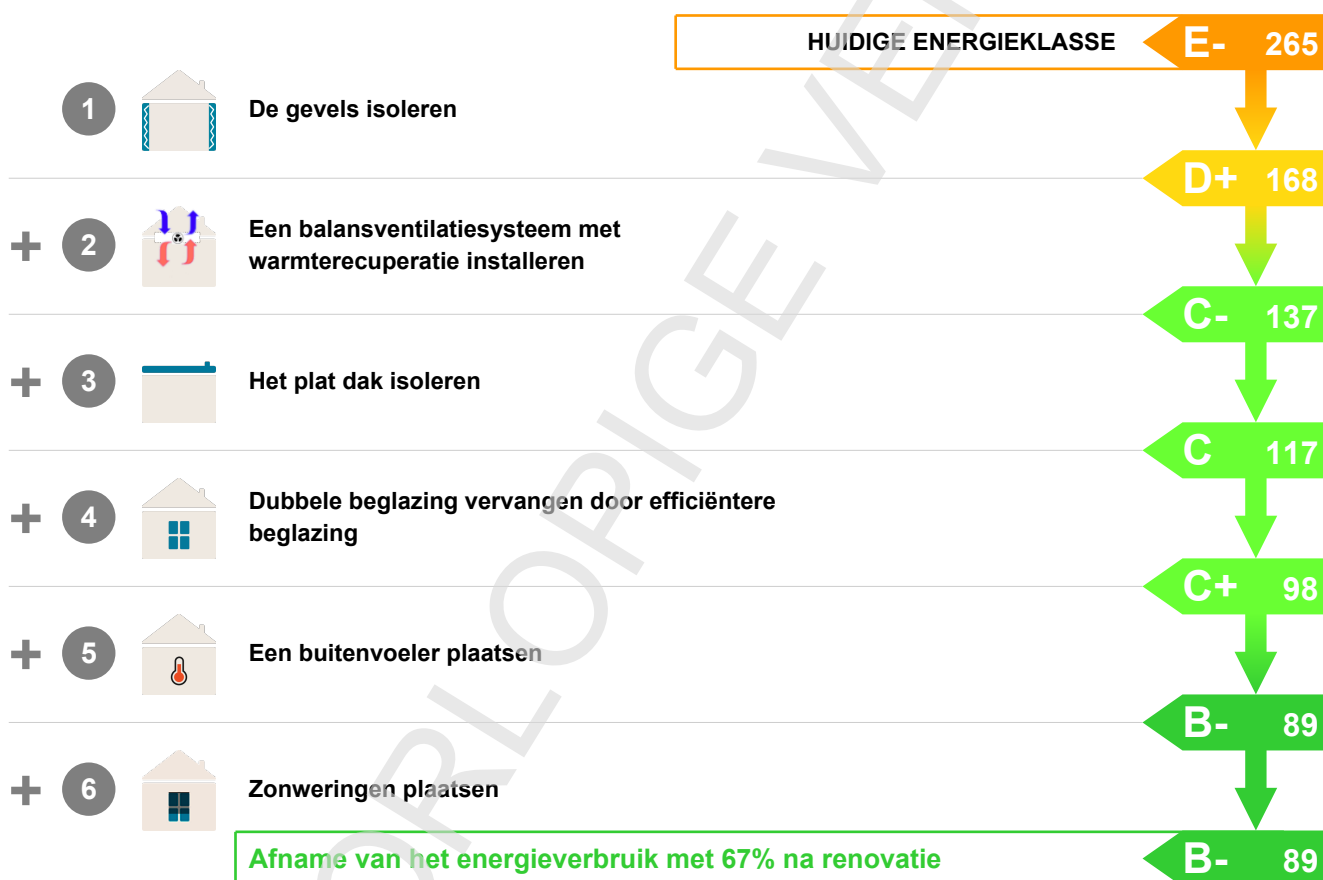 HUIDIGE ENERGIEKLASSE E- 265
1 De gevels isoleren
D+ 168
+ 2 Een balansventilatiesysteem met
warmterecuperatie installeren
C- 137
+ 3 Het plat dak isoleren
C 117
+ 4 Dubbele beglazing vervangen door efficiëntere
beglazing
C+ 98
+ 5 Een buitenvoeler plaatsen
B- 89
+ 6 Zonweringen plaatsen
Afname van het energieverbruik met 67% na renovatie B- 89
ORLOPIGE VE